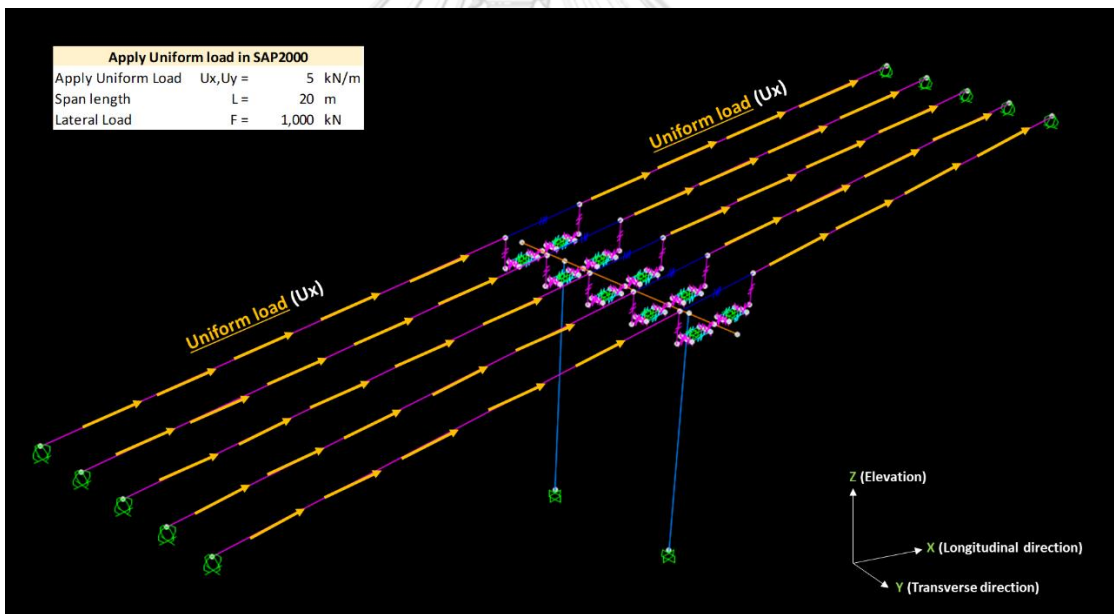 Apply Uniform load in SAP2000
Apply Uniform Load Ux,Uy = 5 kN/m
Span length L = 20 m
Lateral Load F = 1,000 kN
Uniform load (Ux)
Uniform load (Ux)
Z (Elevation)
X (Longitudinal direction)
Y (Transverse direction)